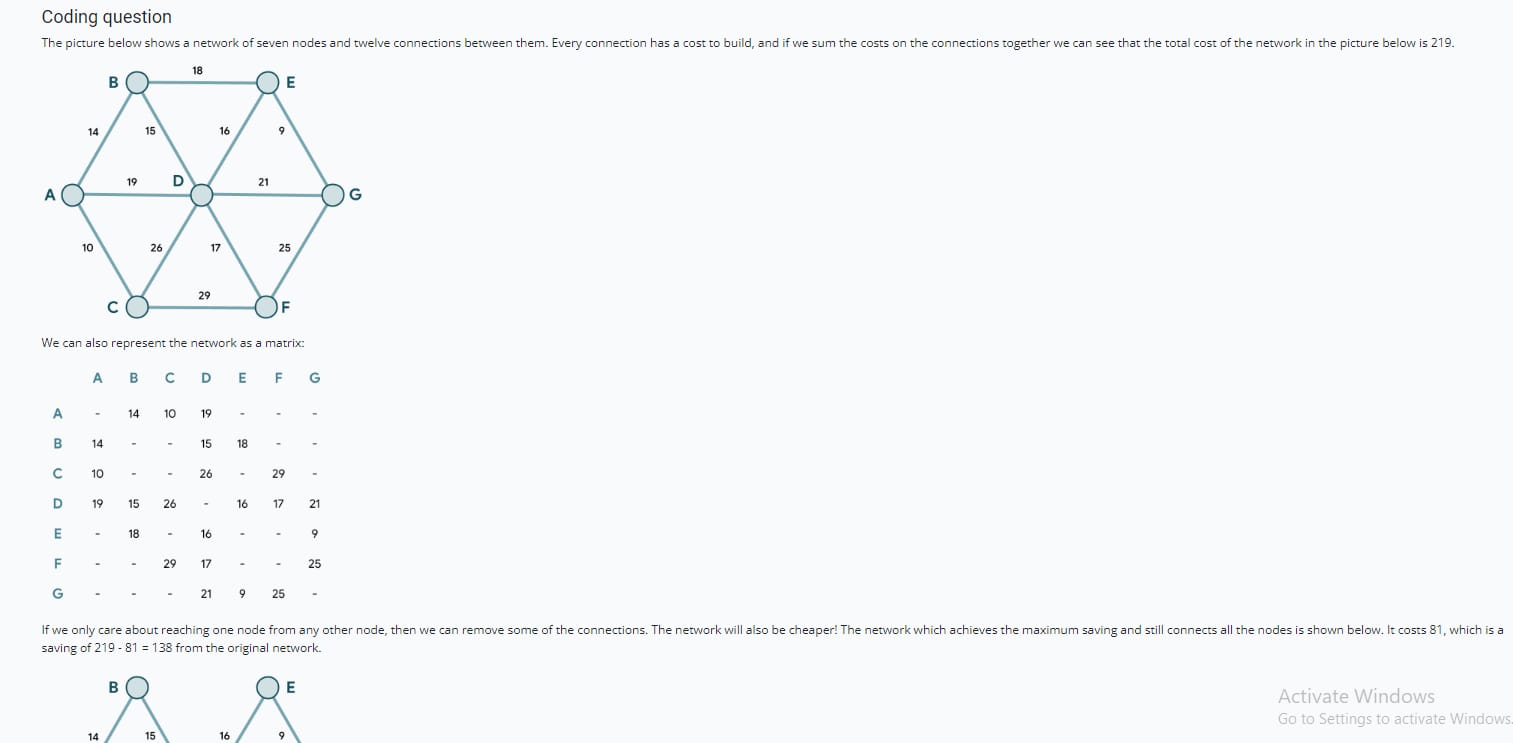 Coding question
The picture below shows a network of seven nodes and twelve connections between them. Every connection has a cost to build, and if we sum the costs on the connections together we can see that the total cost of the network in the picture below is 219.
18
B E
14 15 16 9
19 D 21
A G
10 26 17 25
29
C F
We can also represent the network as a matrix:
A B C D E F G
A - 14 10 19 - - -
B 14 - - 15 18 - -
C 10 - - 26 - 29 -
D 19 15 26 - 16 17 21
E - 18 - 16 - - 9
F - - 29 17 - - 25
G - - - 21 9 25 -
If we only care about reaching one node from any other node, then we can remove some of the connections. The network will also be cheaper! The network which achieves the maximum saving and still connects all the nodes is shown below. It costs 81, which is a
saving of 219 - 81 = 138 from the original network.
B E
14 15 16 9
Activate Windows
Go to Settings to activate Windows.